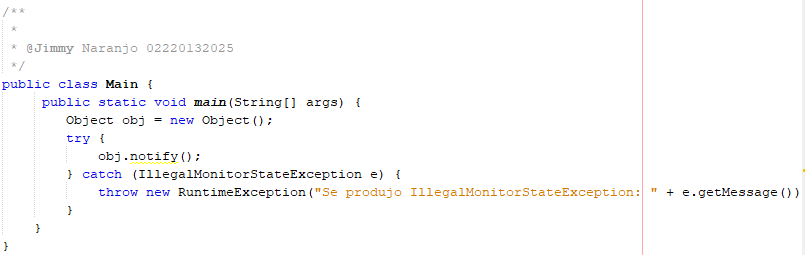 /**
 *
 * @Jimmy Naranjo 02220132025
 */
public class Main {
    public static void main(String[] args) {
        Object obj = new Object();
        try {
            obj.notify();
        } catch (IllegalMonitorStateException e) {
            throw new RuntimeException("Se produjo IllegalMonitorStateException: " + e.getMessage())
        }
    }
}